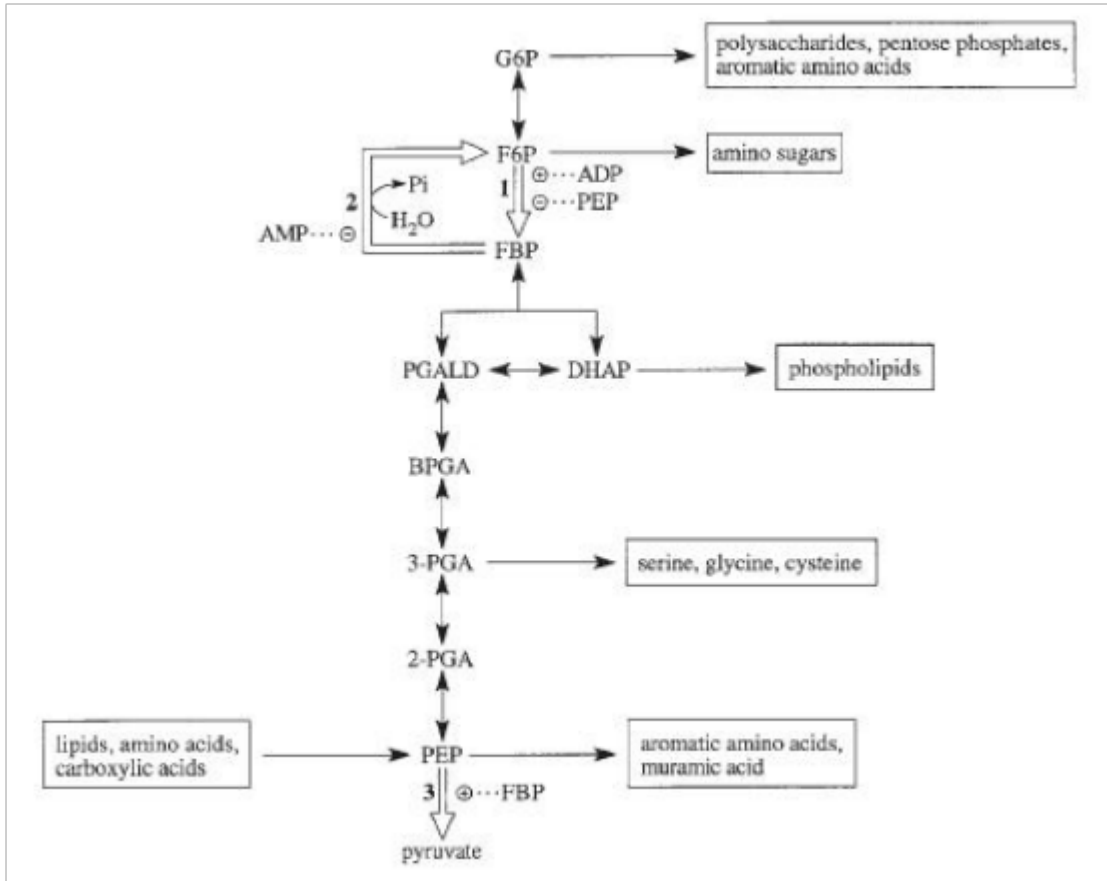 G6P
polysaccharides, pentose phosphates,
aromatic amino acids
F6P
amino sugars
1
⊕···ADP
⊖···PEP
2
Pi
H₂O
AMP···⊖
FBP
PGALD
DHAP
phospholipids
BPGA
3-PGA
serine, glycine, cysteine
2-PGA
lipids, amino acids,
carboxylic acids
PEP
aromatic amino acids,
muramic acid
3
⊕···FBP
pyruvate